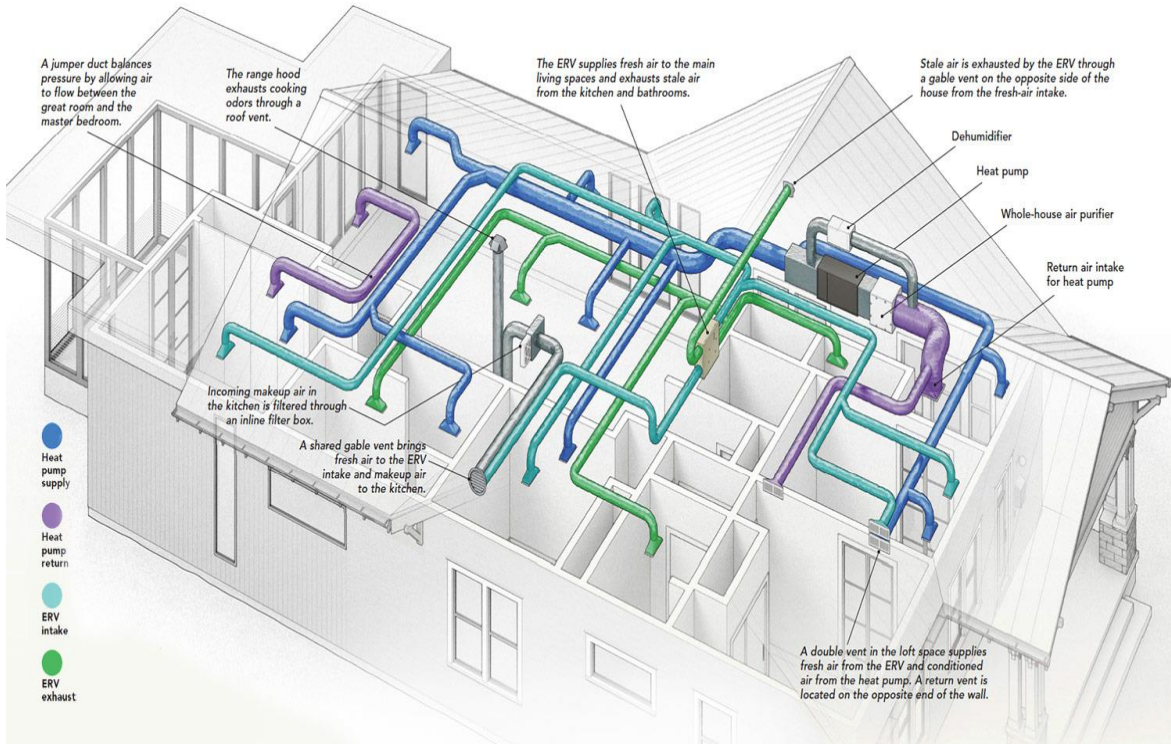 A jumper duct balances
pressure by allowing air
to flow between the
great room and the
master bedroom.
The range hood
exhausts cooking
odors through a
roof vent.
The ERV supplies fresh air to the main
living spaces and exhausts stale air
from the kitchen and bathrooms.
Stale air is exhausted by the ERV through
a gable vent on the opposite side of the
house from the fresh-air intake.
Dehumidifier
Heat pump
Whole-house air purifier
Return air intake
for heat pump
Incoming makeup air in
the kitchen is filtered through
an inline filter box.
A shared gable vent brings
fresh air to the ERV
intake and makeup air
to the kitchen.
Heat
pump
supply
Heat
pump
return
ERV
intake
ERV
exhaust
A double vent in the loft space supplies
fresh air from the ERV and conditioned
air from the heat pump. A return vent is
located on the opposite end of the wall.